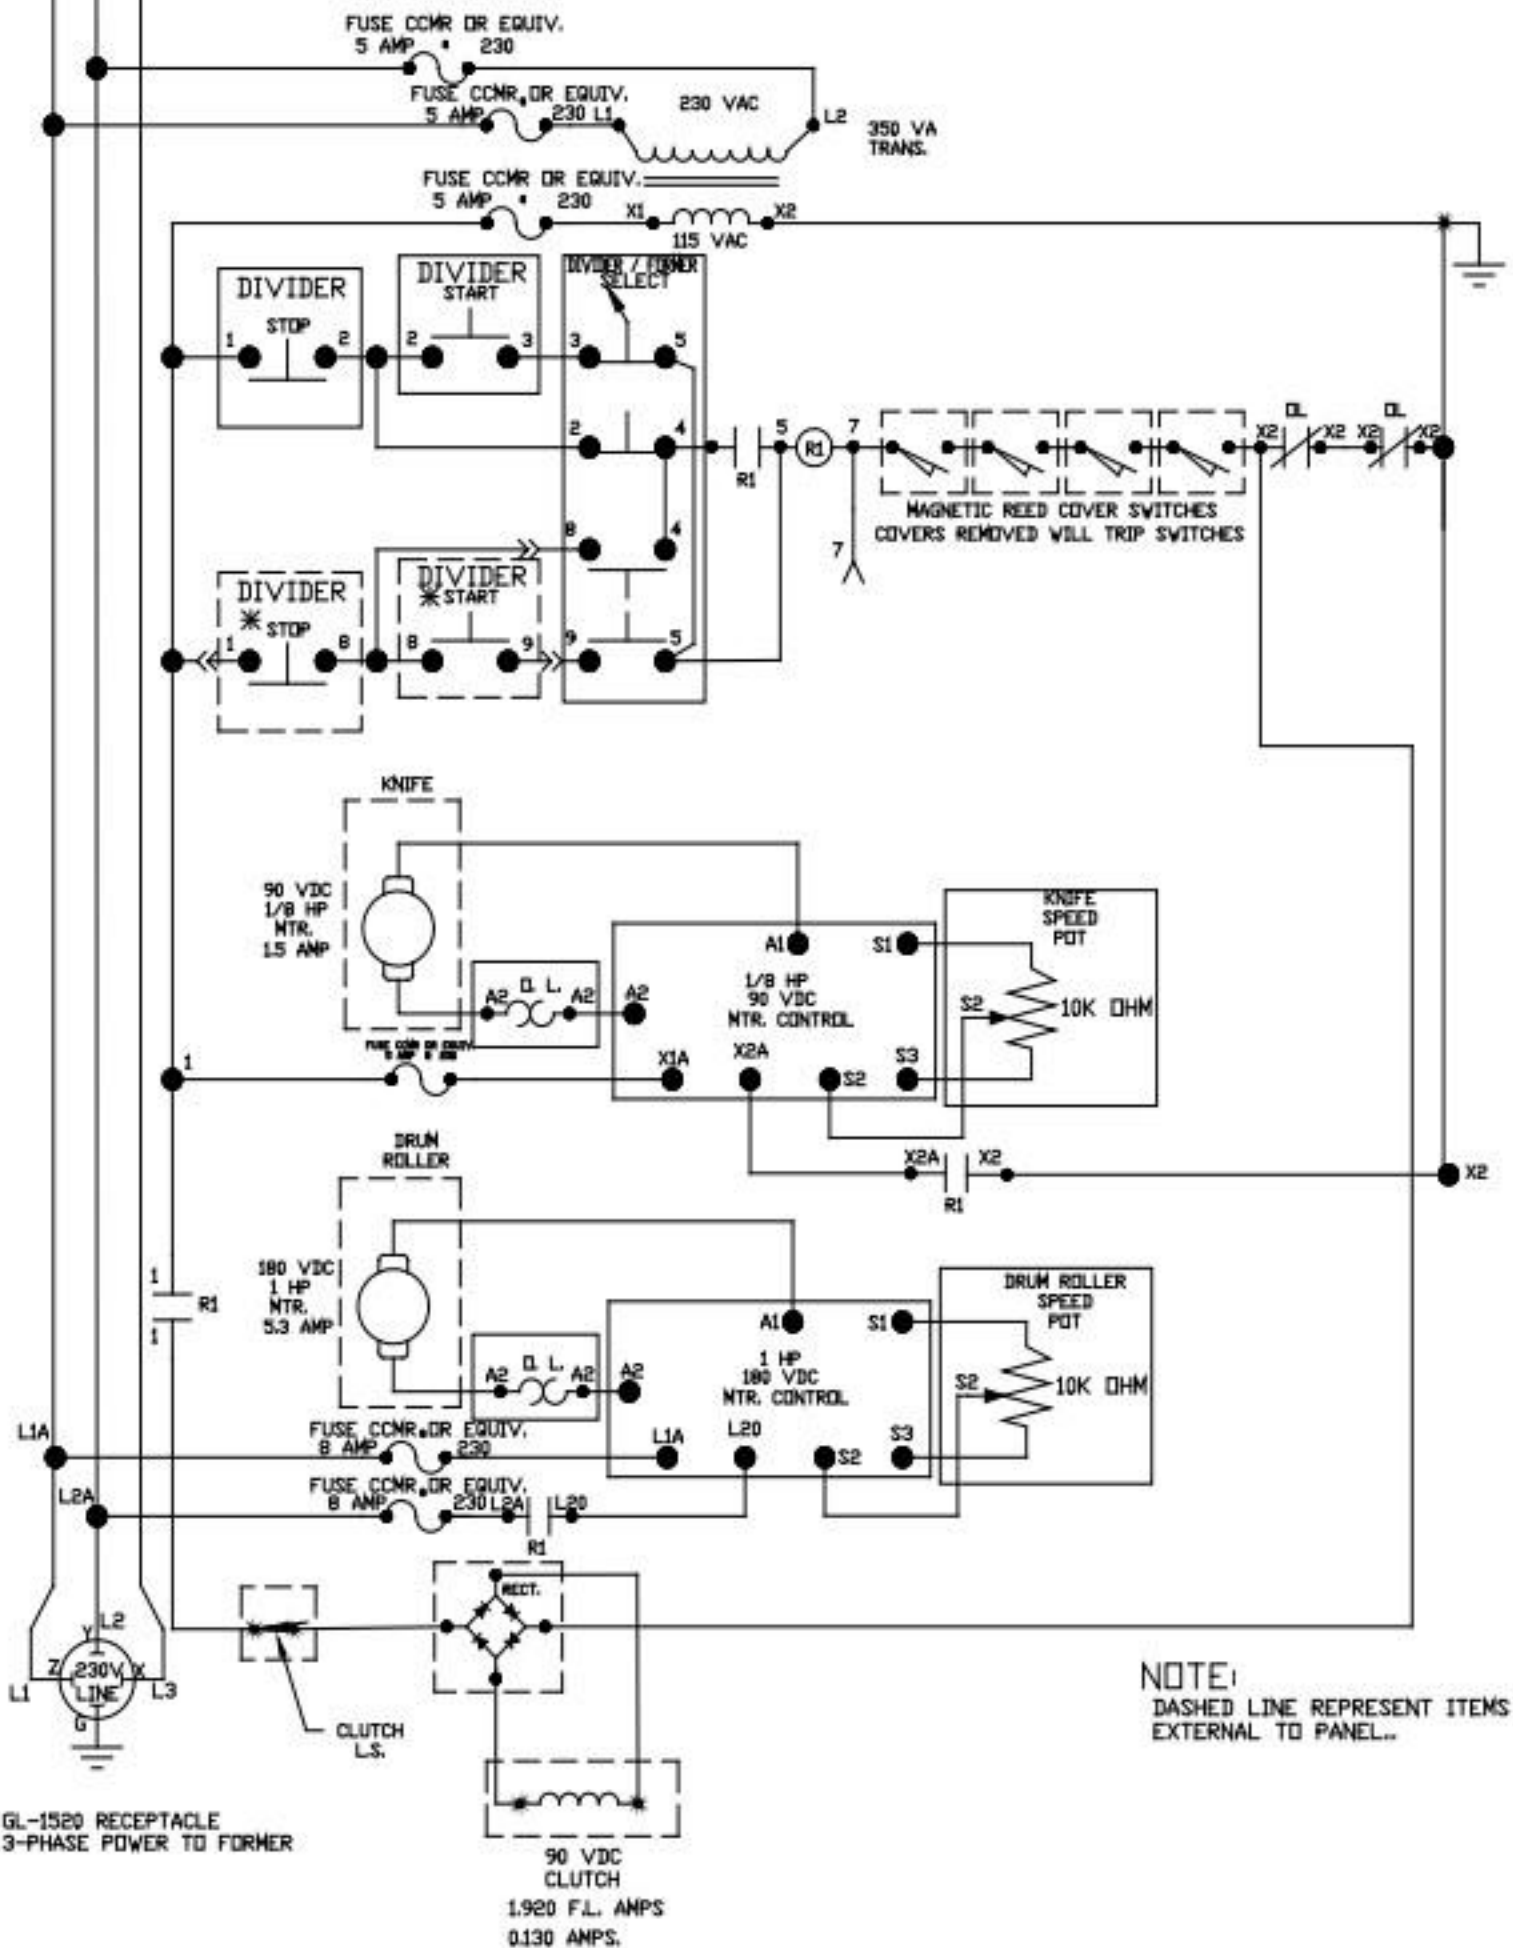 FUSE CCMR OR EQUIV.
5 AMP 230
FUSE CCMR OR EQUIV.
5 AMP 230 L1
230 VAC
L2
350 VA
TRANS.
FUSE CCMR OR EQUIV.
5 AMP 230
X1 X2
115 VAC
DIVIDER
STOP
1 2
DIVIDER
START
2 3
DIVIDER / FORMER
SELECT
3 5
2 4
8 4
9 5
R1
5
R1
7
7
MAGNETIC REED COVER SWITCHES
COVERS REMOVED WILL TRIP SWITCHES
OL OL
X2 X2 X2 X2
DIVIDER
STOP
1 8
DIVIDER
START
8 9
KNIFE
90 VDC
1/8 HP
MTR.
1.5 AMP
O. L.
A2 A2 A2
A1 S1
1/8 HP
90 VDC
MTR. CONTROL
X1A X2A S2 S3
KNIFE
SPEED
POT
S2 10K OHM
1
FUSE CCMR OR EQUIV.
X2A X2
R1
X2
DRUM
ROLLER
180 VDC
1 HP
MTR.
5.3 AMP
1
R1
1
O. L.
A2 A2 A2
A1 S1
1 HP
180 VDC
MTR. CONTROL
L1A L20 S2 S3
DRUM ROLLER
SPEED
POT
S2 10K OHM
L1A
FUSE CCMR OR EQUIV.
8 AMP 230
L2A
FUSE CCMR OR EQUIV.
8 AMP 230 L2A L20
R1
RECT.
L2
Y
Z 230V X
LINE
L1 L3
G
CLUTCH
L.S.
NOTE:
DASHED LINE REPRESENT ITEMS
EXTERNAL TO PANEL..
GL-1520 RECEPTACLE
3-PHASE POWER TO FORMER
90 VDC
CLUTCH
1.920 F.L. AMPS
0.130 AMPS.